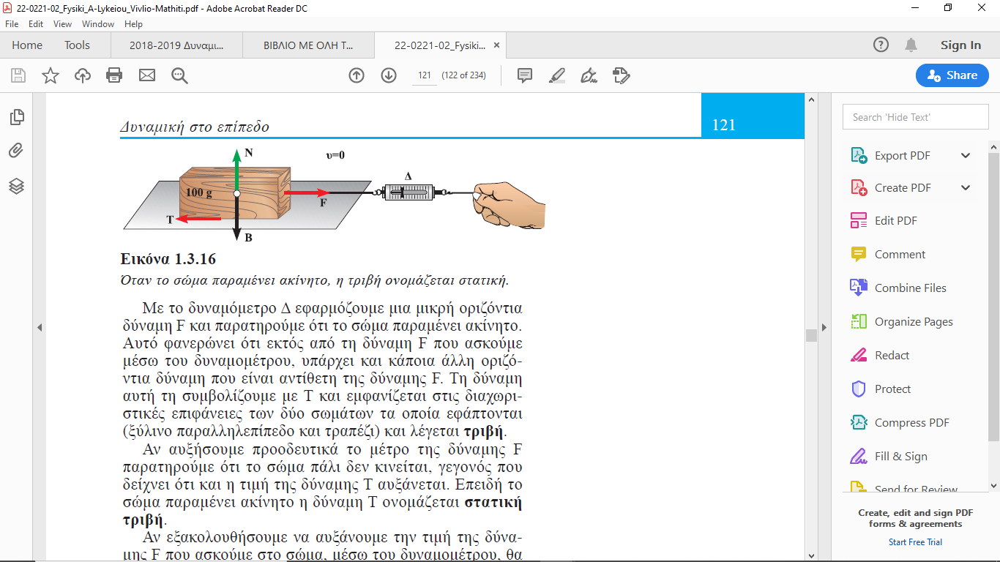 22-0221-02_Fysiki_A-Lykeiou_Vivlio-Mathiti.pdf - Adobe Acrobat Reader DC
File Edit View Window Help
Home Tools 2018-2019 Δυναμι... ΒΙΒΛΙΟ ΜΕ ΟΛΗ Τ... 22-0221-02_Fysiki... × Sign In
121 (122 of 234) Share
Δυναμική στο επίπεδο 121
N υ=0
Δ
100 g
F
T
B
Εικόνα 1.3.16
Όταν το σώμα παραμένει ακίνητο, η τριβή ονομάζεται στατική.
Με το δυναμόμετρο Δ εφαρμόζουμε μια μικρή οριζόντια
δύναμη F και παρατηρούμε ότι το σώμα παραμένει ακίνητο.
Αυτό φανερώνει ότι εκτός από τη δύναμη F που ασκούμε
μέσω του δυναμομέτρου, υπάρχει και κάποια άλλη οριζό-
ντια δύναμη που είναι αντίθετη της δύναμης F. Τη δύναμη
αυτή τη συμβολίζουμε με T και εμφανίζεται στις διαχωρι-
στικές επιφάνειες των δύο σωμάτων τα οποία εφάπτονται
(ξύλινο παραλληλεπίπεδο και τραπέζι) και λέγεται τριβή.
Αν αυξήσουμε προοδευτικά το μέτρο της δύναμης F
παρατηρούμε ότι το σώμα πάλι δεν κινείται, γεγονός που
δείχνει ότι και η τιμή της δύναμης T αυξάνεται. Επειδή το
σώμα παραμένει ακίνητο η δύναμη T ονομάζεται στατική
τριβή.
Αν εξακολουθήσουμε να αυξάνουμε την τιμή της δύνα-
μης F που ασκούμε στο σώμα, μέσω του δυναμομέτρου, θα
Search 'Hide Text'
Export PDF
Create PDF
Edit PDF
Comment
Combine Files
Organize Pages
Redact
Protect
Compress PDF
Fill & Sign
Send for Review
Create, edit and sign PDF
forms & agreements
Start Free Trial